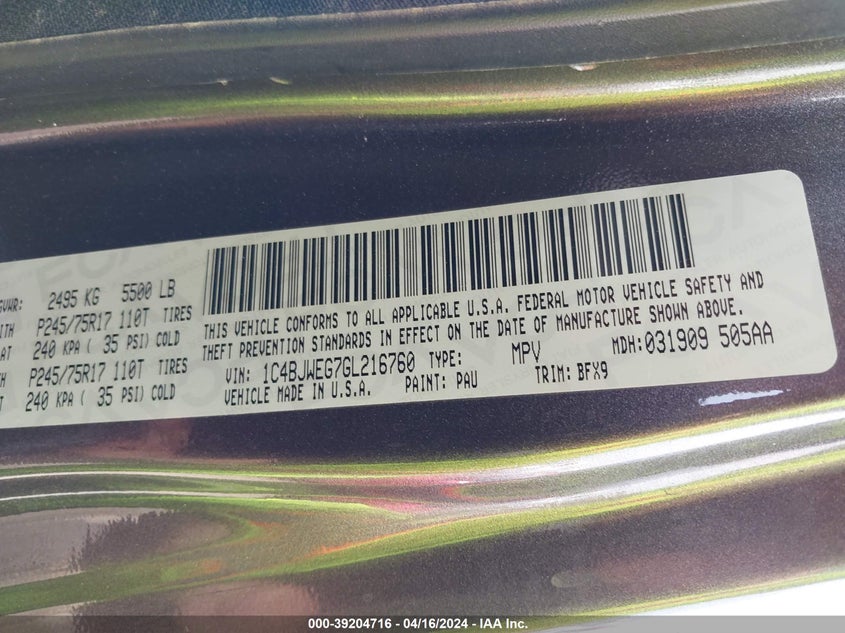 GVWR: 2495 KG 5500 LB
ITH P245/75R17 110T TIRES
AT 240 KPA ( 35 PSI) COLD
TH P245/75R17 110T TIRES
T 240 KPA ( 35 PSI) COLD
THIS VEHICLE CONFORMS TO ALL APPLICABLE U.S.A. FEDERAL MOTOR VEHICLE SAFETY AND
THEFT PREVENTION STANDARDS IN EFFECT ON THE DATE OF MANUFACTURE SHOWN ABOVE.
VIN: 1C4BJWEG7GL216760 TYPE: MPV MDH:031909 505AA
VEHICLE MADE IN U.S.A. PAINT: PAU TRIM: BFX9
000-39204716 - 04/16/2024 - IAA Inc.